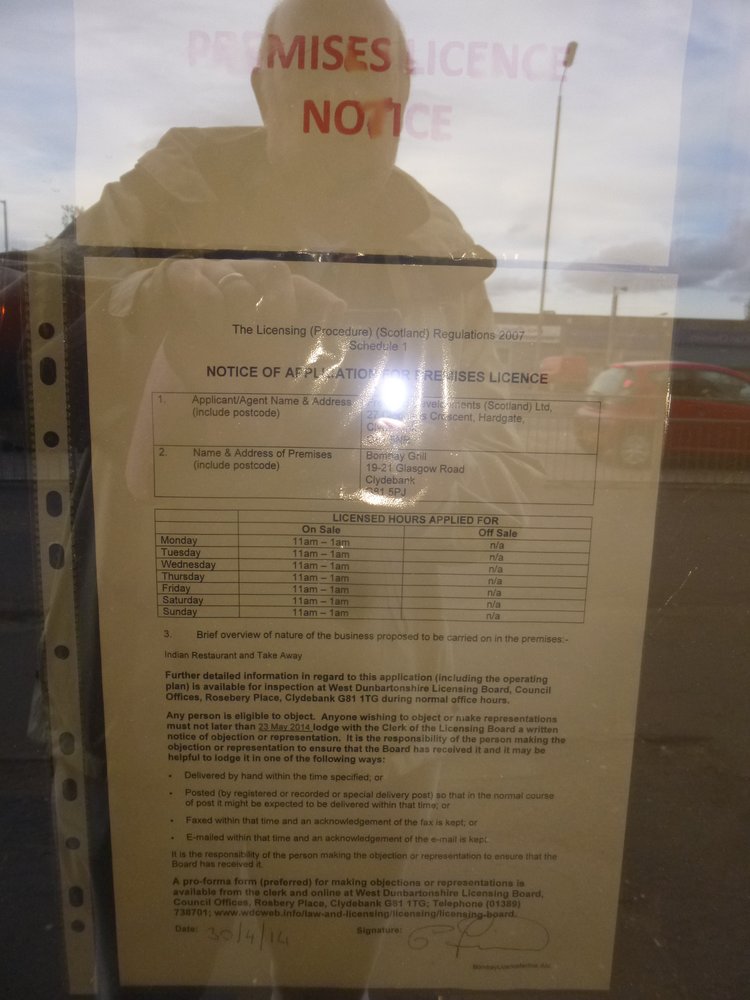 PREMISES LICENCE
NOTICE
The Licensing (Procedure) (Scotland) Regulations 2007
Schedule 1
NOTICE OF APPLICATION FOR PREMISES LICENCE
1. Applicant/Agent Name & Address
(include postcode)
(Scotland) Ltd,
Crescent, Hardgate,
2. Name & Address of Premises
(include postcode)
Bombay Grill
19-21 Glasgow Road
Clydebank
G81 5PJ
LICENSED HOURS APPLIED FOR
On Sale Off Sale
Monday 11am – 1am n/a
Tuesday 11am – 1am n/a
Wednesday 11am – 1am n/a
Thursday 11am – 1am n/a
Friday 11am – 1am n/a
Saturday 11am – 1am n/a
Sunday 11am – 1am n/a
3. Brief overview of nature of the business proposed to be carried on in the premises:-
Indian Restaurant and Take Away
Further detailed information in regard to this application (including the operating
plan) is available for inspection at West Dunbartonshire Licensing Board, Council
Offices, Rosebery Place, Clydebank G81 1TG during normal office hours.
Any person is eligible to object. Anyone wishing to object or make representations
must not later than 23 May 2014 lodge with the Clerk of the Licensing Board a written
notice of objection or representation. It is the responsibility of the person making the
objection or representation to ensure that the Board has received it and it may be
helpful to lodge it in one of the following ways:
• Delivered by hand within the time specified; or
• Posted (by registered or recorded or special delivery post) so that in the normal course
of post it might be expected to be delivered within that time; or
• Faxed within that time and an acknowledgement of the fax is kept; or
• E-mailed within that time and an acknowledgement of the e-mail is kept.
It is the responsibility of the person making the objection or representation to ensure that the
Board has received it.
A pro-forma form (preferred) for making objections or representations is
available from the clerk and online at West Dunbartonshire Licensing Board,
Council Offices, Rosbery Place, Clydebank G81 1TG; Telephone (01389)
738701; www.wdcweb.info/law-and-licensing/licensing/licensing-board.
Date: 30/4/14 Signature: